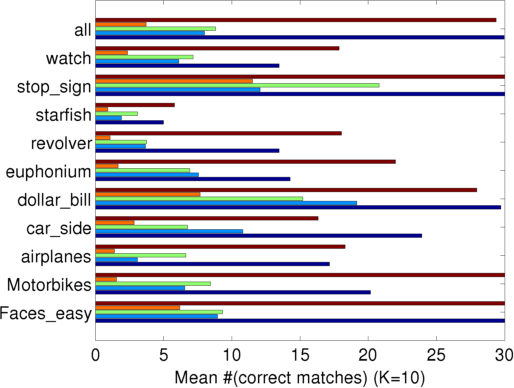 all
watch
stop_sign
starfish
revolver
euphonium
dollar_bill
car_side
airplanes
Motorbikes
Faces_easy
0 5 10 15 20 25 30
Mean #(correct matches) (K=10)